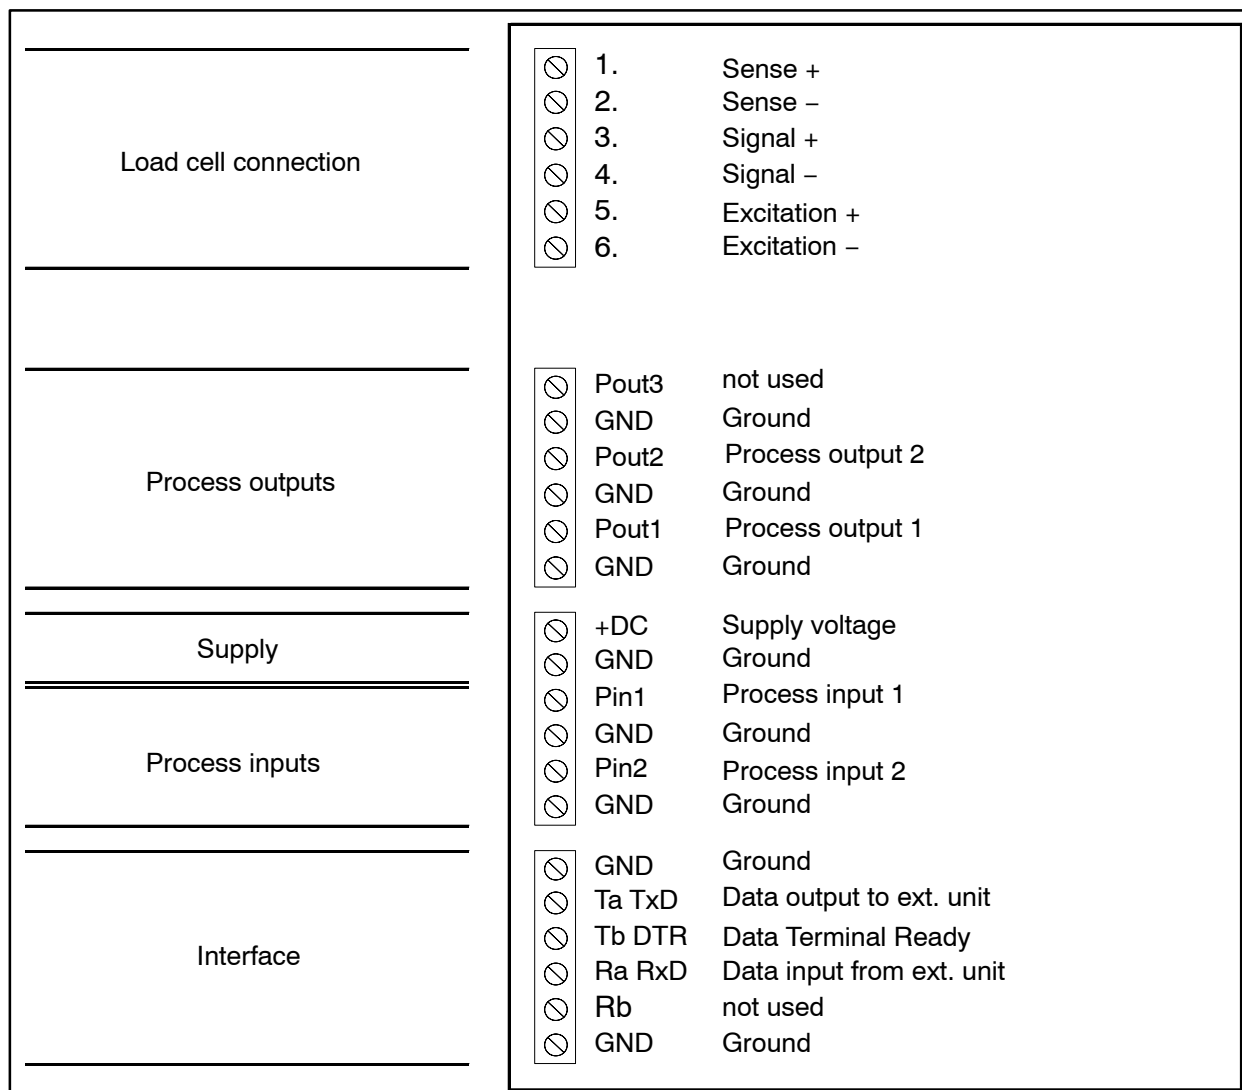 Load cell connection
1. Sense +
2. Sense −
3. Signal +
4. Signal −
5. Excitation +
6. Excitation −
Process outputs
Pout3 not used
GND Ground
Pout2 Process output 2
GND Ground
Pout1 Process output 1
GND Ground
Supply
+DC Supply voltage
GND Ground
Process inputs
Pin1 Process input 1
GND Ground
Pin2 Process input 2
GND Ground
Interface
GND Ground
Ta TxD Data output to ext. unit
Tb DTR Data Terminal Ready
Ra RxD Data input from ext. unit
Rb not used
GND Ground